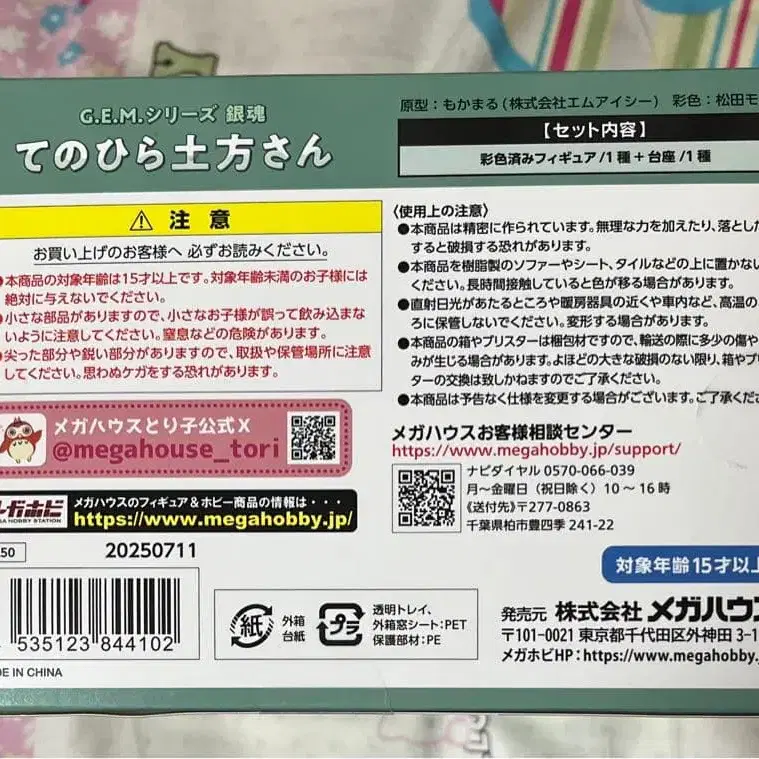 G.E.M.シリーズ 銀魂
てのひら土方さん
原型：もかまる(株式会社エムアイシー) 彩色：松田モ
【セット内容】
彩色済みフィギュア/1種＋台座/1種
⚠ 注意
お買い上げのお客様へ 必ずお読みください。
●本商品の対象年齢は15才以上です。対象年齢未満のお子様には
絶対に与えないでください。
●小さな部品がありますので、小さなお子様が誤って飲み込まな
いように注意してください。窒息などの危険があります。
●尖った部分や鋭い部分がありますので、取扱や保管場所に注意
してください。思わぬケガをする恐れがあります。
〈使用上の注意〉
●本商品は精密に作られています。無理な力を加えたり、落とした
すると破損する恐れがあります。
●本商品を樹脂製のソファーやシート、タイルなどの上に置かない
ください。長時間接触していると色が移る場合があります。
●直射日光があたるところや暖房器具の近くや車内など、高温の
ろに保管しないでください。変形する場合があります。
●本商品の箱やブリスターは梱包材ですので、輸送の際に多少の傷や
みが生じる場合があります。よほどの大きな破損のない限り、箱やブリ
ターの交換は致しかねますのでご了承ください。
●本商品は予告なく仕様を変更する場合がございます。ご了承くださ
メガハウスとり子公式X
@megahouse_tori
メガハウスのフィギュア＆ホビー商品の情報は・・・
https://www.megahobby.jp/
メガハウスお客様相談センター
https://www.megahobby.jp/support/
ナビダイヤル 0570-066-039
月〜金曜日(祝日除く)10〜16時
《送付先》〒277-0863
千葉県柏市豊四季241-22
50
20250711
対象年齢15才以上
535123 844102
紙
外箱
台紙
プラ
透明トレイ、
外箱窓シート:PET
保護部材:PE
発売元 株式会社メガハウス
〒101-0021 東京都千代田区外神田3-1
メガホビHP：https://www.megahobby.
DE IN CHINA